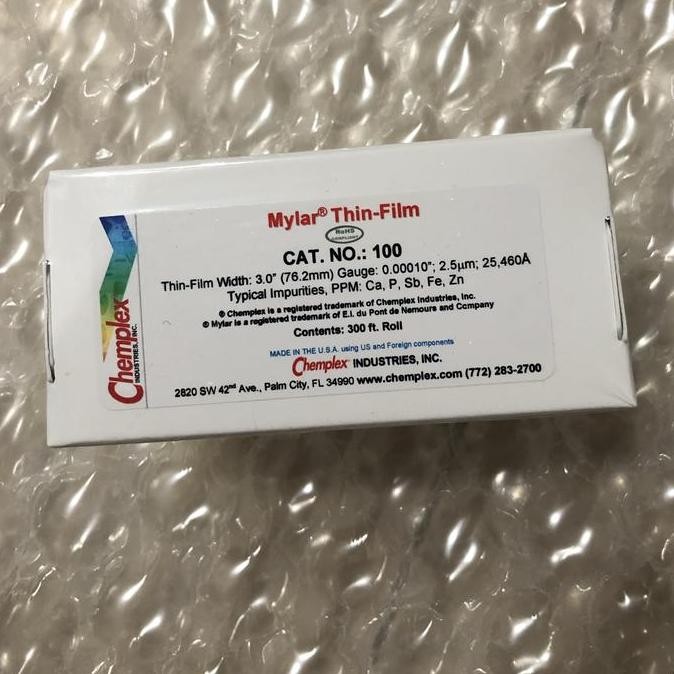 Mylar® Thin-Film
RoHS
COMPLIANT
CAT. NO.: 100
Thin-Film Width: 3.0" (76.2mm) Gauge: 0.00010"; 2.5µm; 25,460Å
Typical Impurities, PPM: Ca, P, Sb, Fe, Zn
® Chemplex is a registered trademark of Chemplex Industries, Inc.
® Mylar is a registered trademark of E.I. du Pont de Nemours and Company
Contents: 300 ft. Roll
MADE IN THE U.S.A. using US and Foreign components
Chemplex® INDUSTRIES, INC.
2820 SW 42nd Ave., Palm City, FL 34990 www.chemplex.com (772) 283-2700
Chemplex
INDUSTRIES, INC.